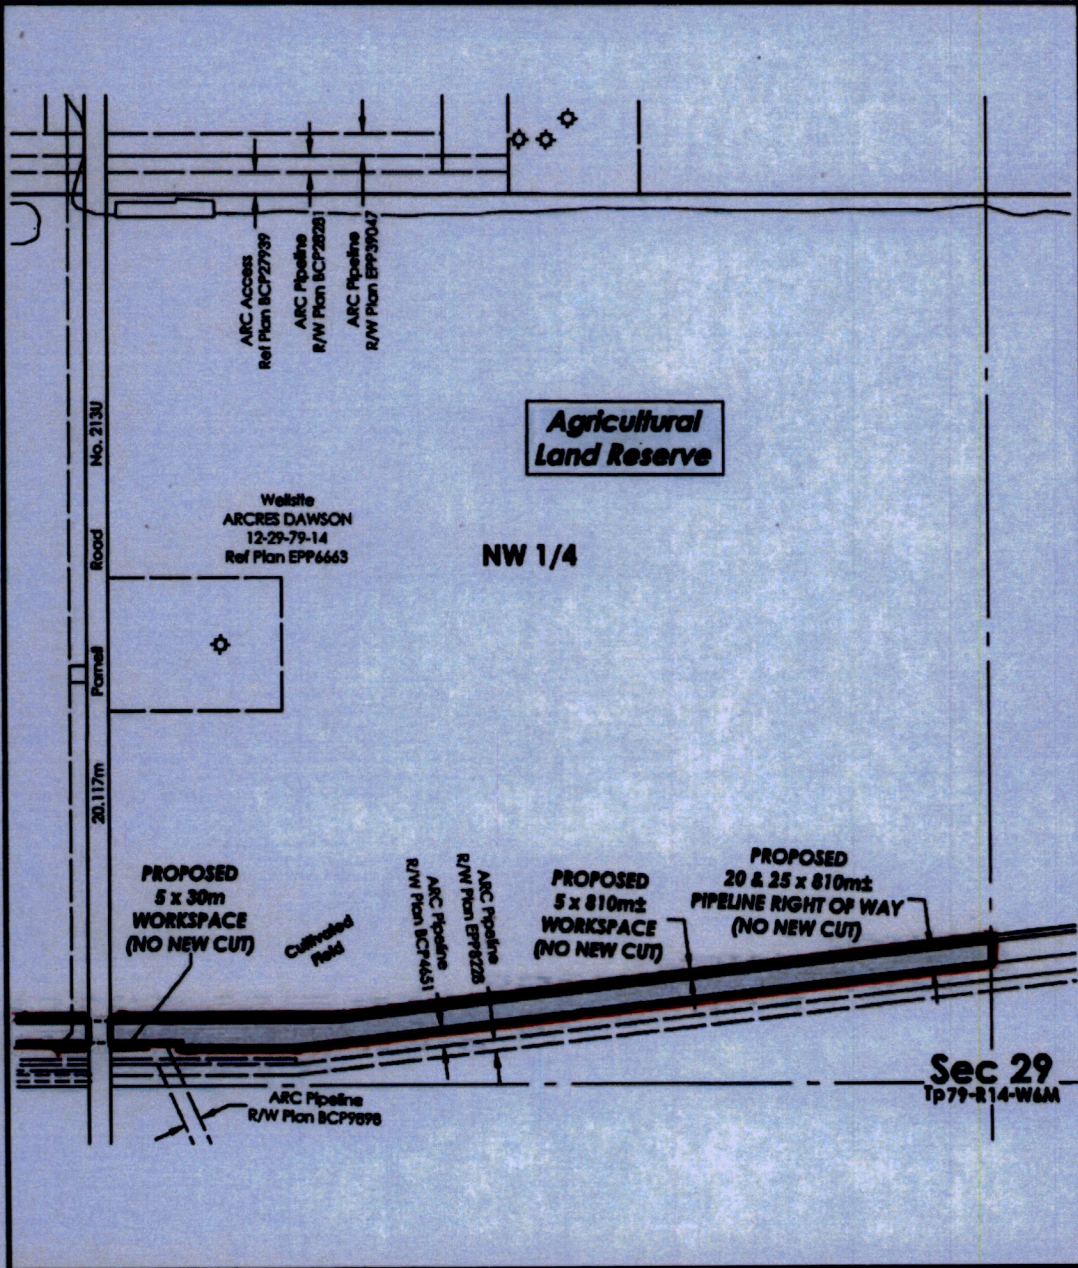 ARC Access
Ref Plan BCP27939
ARC Pipeline
R/W Plan BCP28281
ARC Pipeline
R/W Plan EPP39047
Agricultural
Land Reserve
Wellsite
ARCRES DAWSON
12-29-79-14
Ref Plan EPP6663
NW 1/4
20.117m Parnell Road No. 213U
PROPOSED
5 x 30m
WORKSPACE
(NO NEW CUT)
Cultivated
Field
ARC Pipeline
R/W Plan BCP4651
ARC Pipeline
R/W Plan EPP8228
PROPOSED
5 x 810m±
WORKSPACE
(NO NEW CUT)
PROPOSED
20 & 25 x 810m±
PIPELINE RIGHT OF WAY
(NO NEW CUT)
ARC Pipeline
R/W Plan BCP9898
Sec 29
Tp 79-R 14-W6M